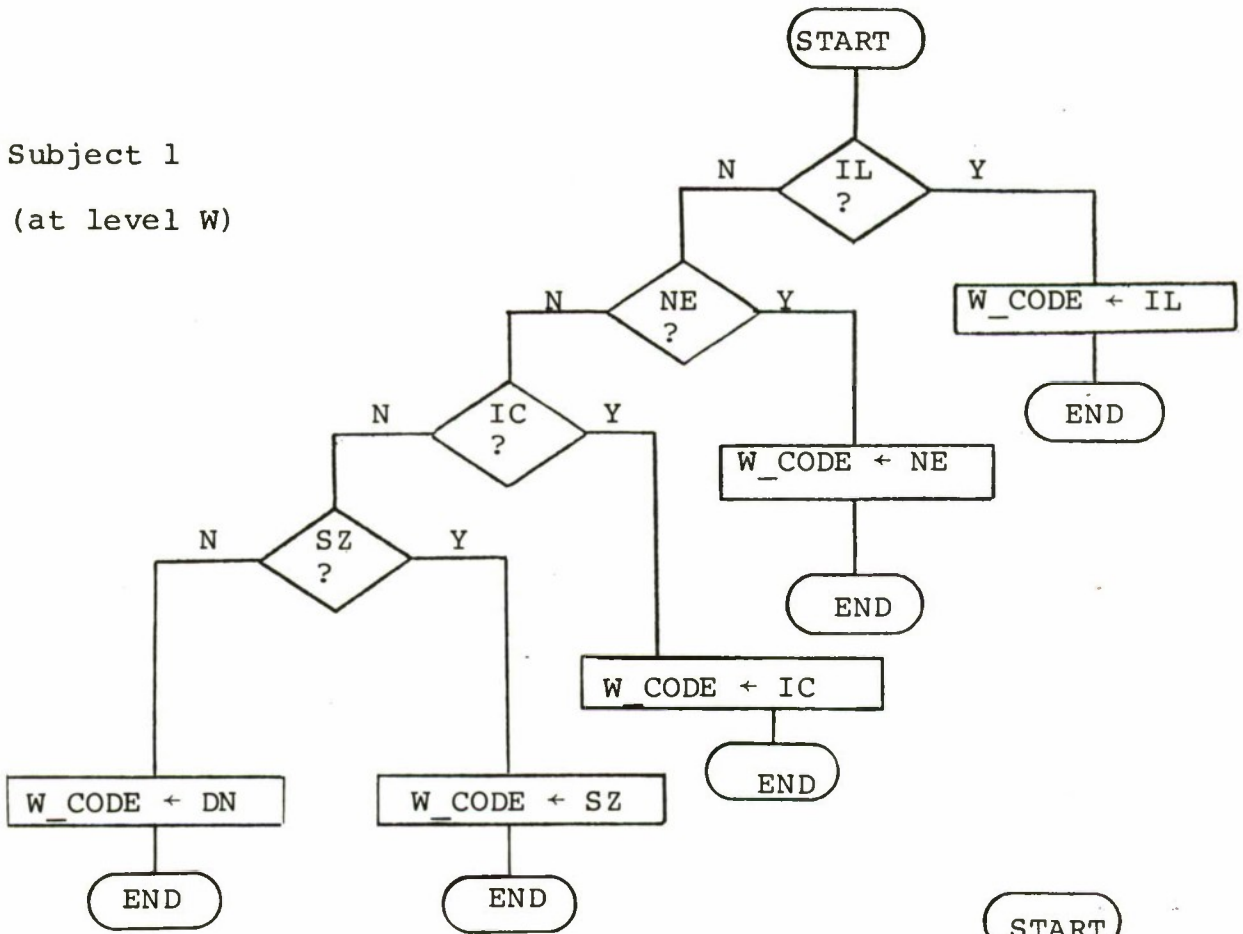 START
Subject 1
(at level W)
N
IL
?
Y
N
NE
?
Y
W_CODE ← IL
N
IC
?
Y
END
W_CODE ← NE
N
SZ
?
Y
END
W_CODE ← IC
END
W_CODE ← DN
W_CODE ← SZ
END
END
START